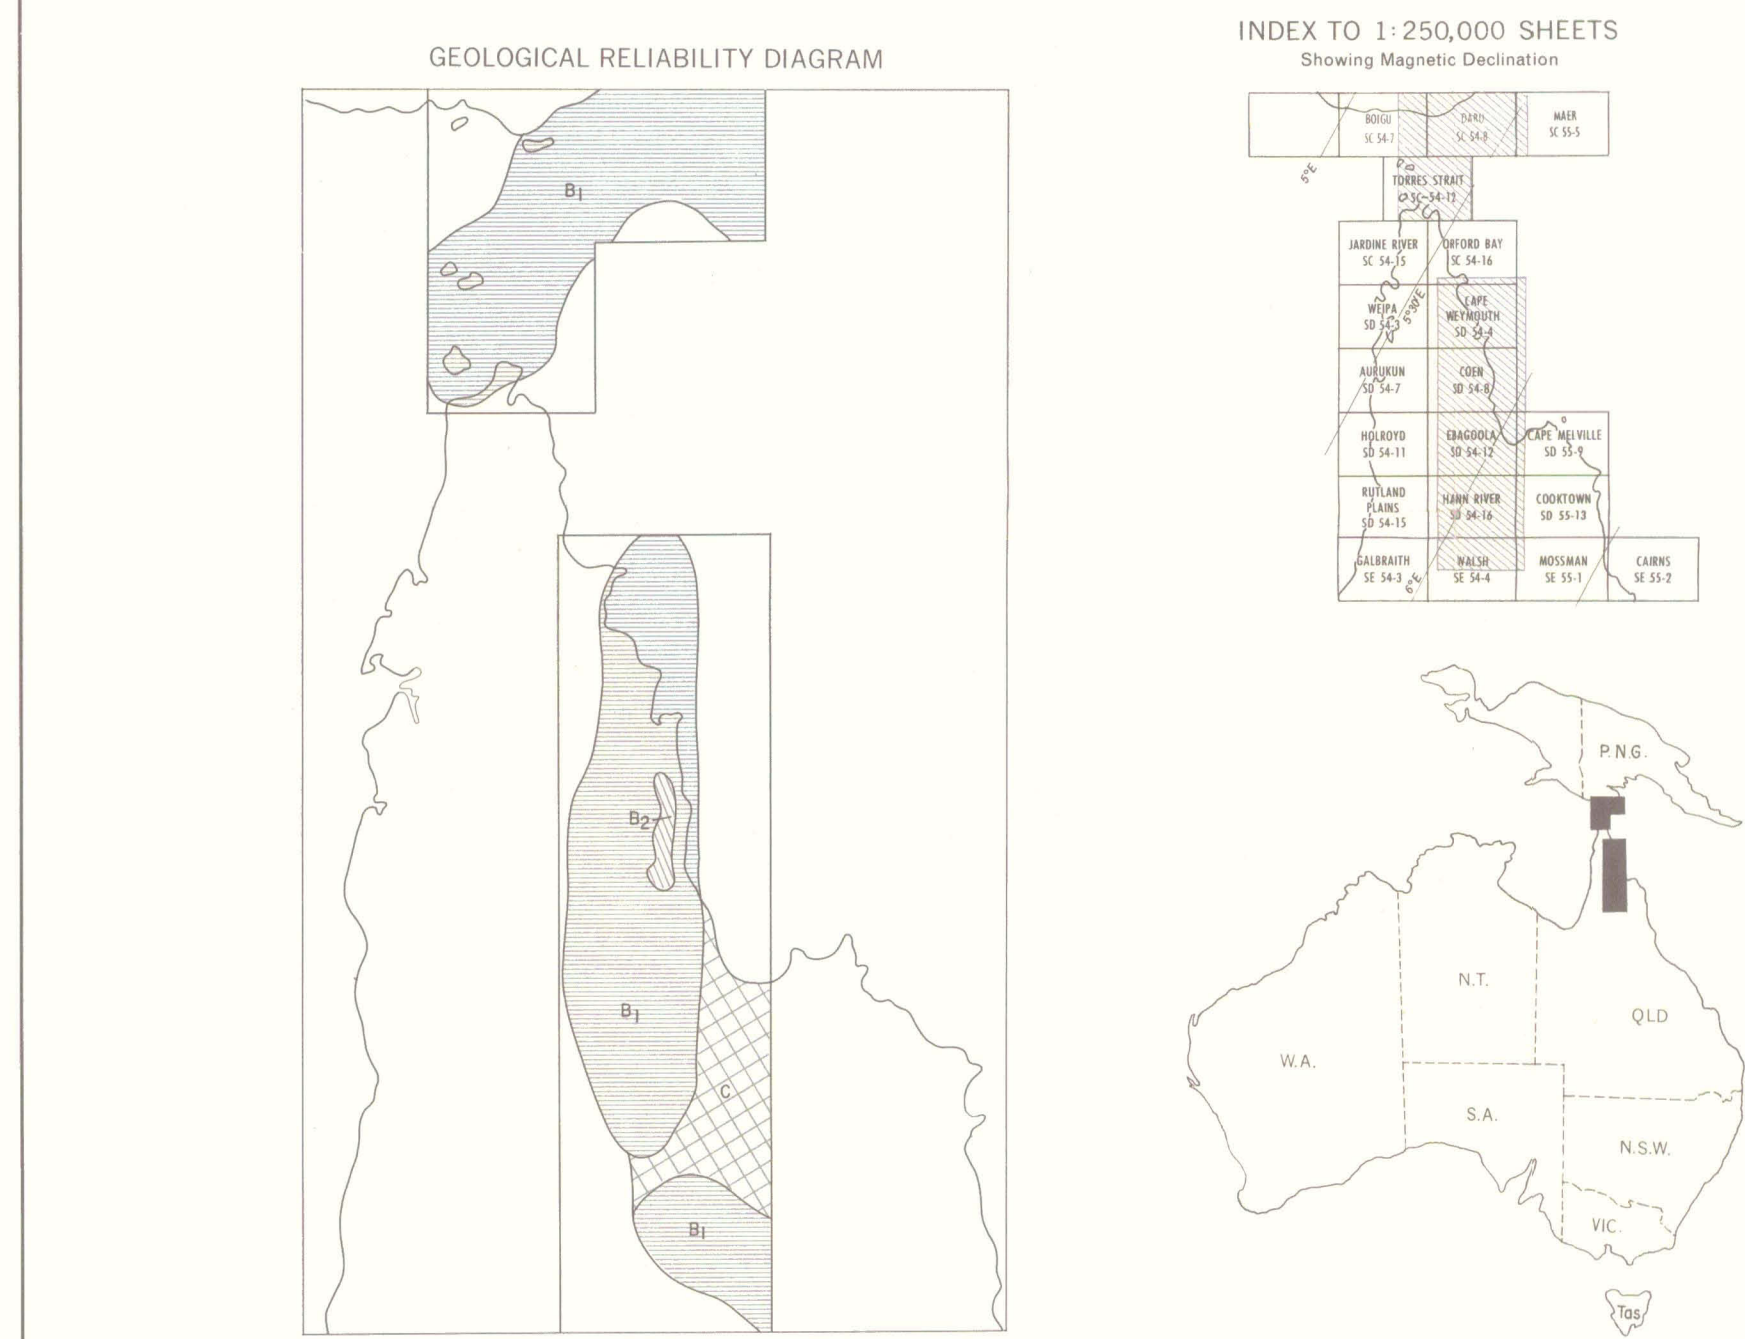 GEOLOGICAL RELIABILITY DIAGRAM
B1
B2
B1
C
B1
INDEX TO 1:250,000 SHEETS
Showing Magnetic Declination
BOIGU
SC 54-7
DARU
SC 54-8
MAER
SC 55-5
5°E
TORRES STRAIT
SC-54-12
JARDINE RIVER
SC 54-15
ORFORD BAY
SC 54-16
WEIPA
SD 54-3
5°30'E
CAPE
WEYMOUTH
SD 54-4
AURUKUN
SD 54-7
COEN
SD 54-8
HOLROYD
SD 54-11
EBAGOOLA
SD 54-12
CAPE MELVILLE
SD 55-9
RUTLAND
PLAINS
SD 54-15
HANN RIVER
SD 54-16
COOKTOWN
SD 55-13
GALBRAITH
SE 54-3
6°E
WALSH
SE 54-4
MOSSMAN
SE 55-1
CAIRNS
SE 55-2
P.N.G.
N.T.
QLD
W.A.
S.A.
N.S.W.
VIC.
Tas